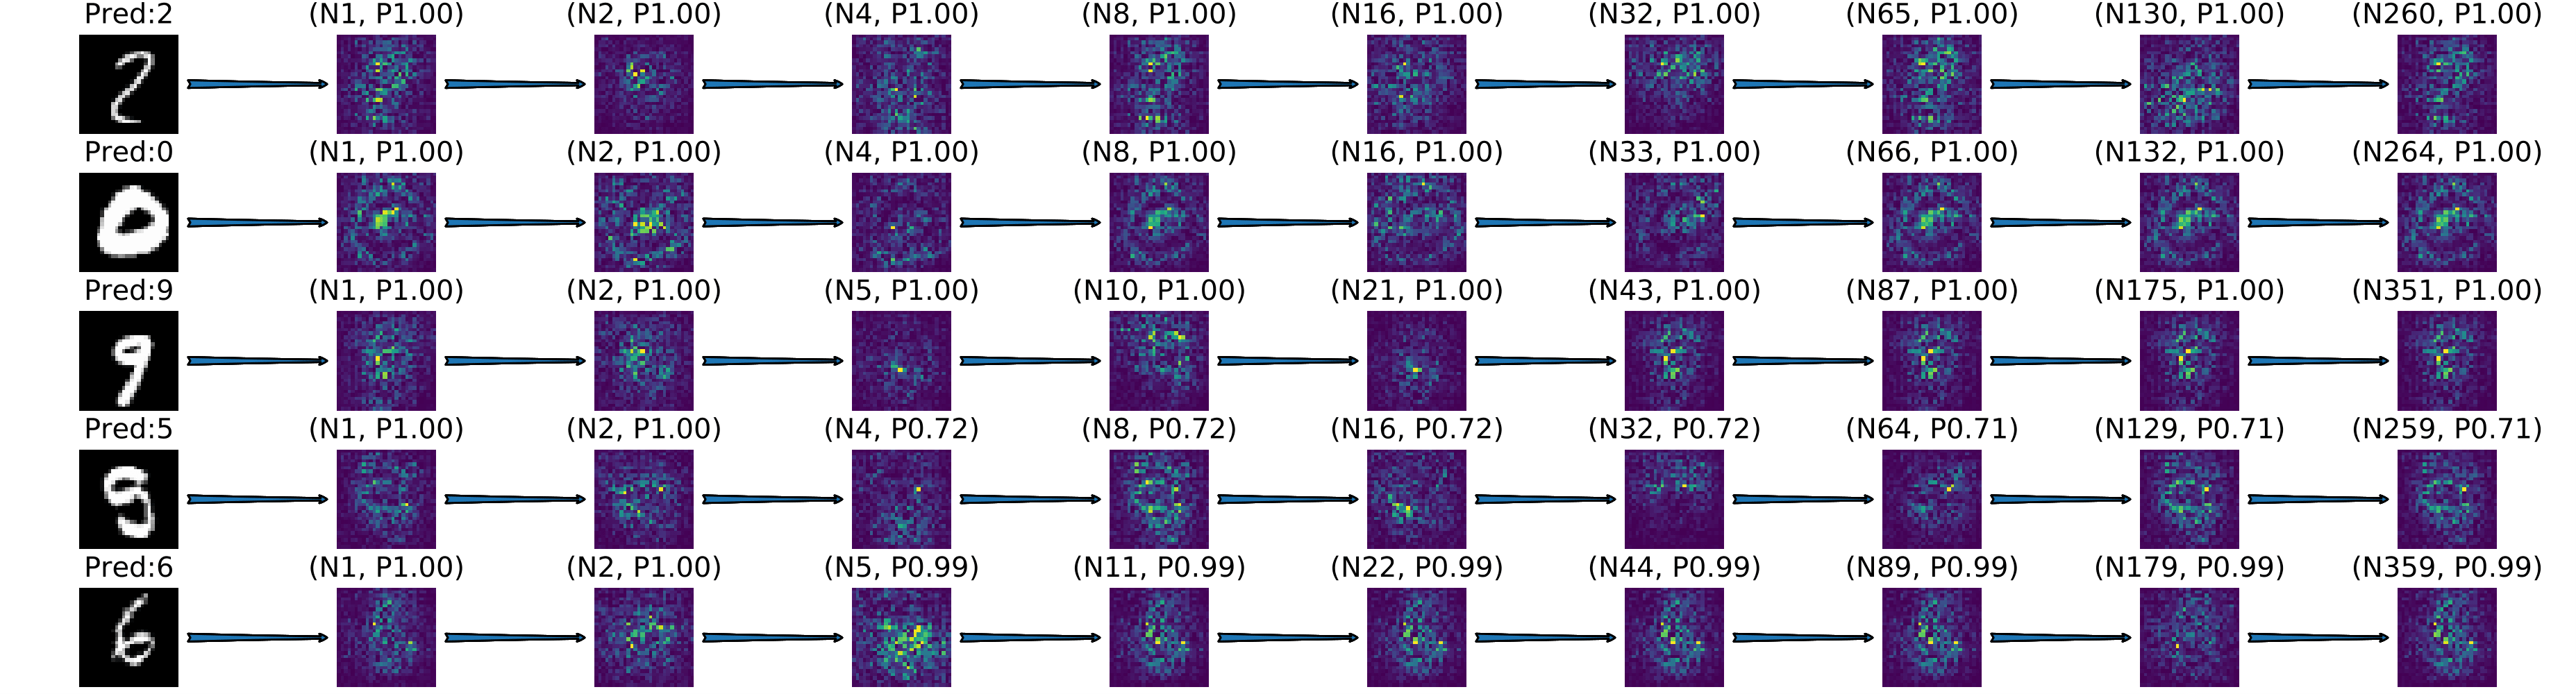 Pred:2 (N1, P1.00) (N2, P1.00) (N4, P1.00) (N8, P1.00) (N16, P1.00) (N32, P1.00) (N65, P1.00) (N130, P1.00) (N260, P1.00)
2
Pred:0 (N1, P1.00) (N2, P1.00) (N4, P1.00) (N8, P1.00) (N16, P1.00) (N33, P1.00) (N66, P1.00) (N132, P1.00) (N264, P1.00)
0
Pred:9 (N1, P1.00) (N2, P1.00) (N5, P1.00) (N10, P1.00) (N21, P1.00) (N43, P1.00) (N87, P1.00) (N175, P1.00) (N351, P1.00)
9
Pred:5 (N1, P1.00) (N2, P1.00) (N4, P0.72) (N8, P0.72) (N16, P0.72) (N32, P0.72) (N64, P0.71) (N129, P0.71) (N259, P0.71)
Pred:6 (N1, P1.00) (N2, P1.00) (N5, P0.99) (N11, P0.99) (N22, P0.99) (N44, P0.99) (N89, P0.99) (N179, P0.99) (N359, P0.99)
6